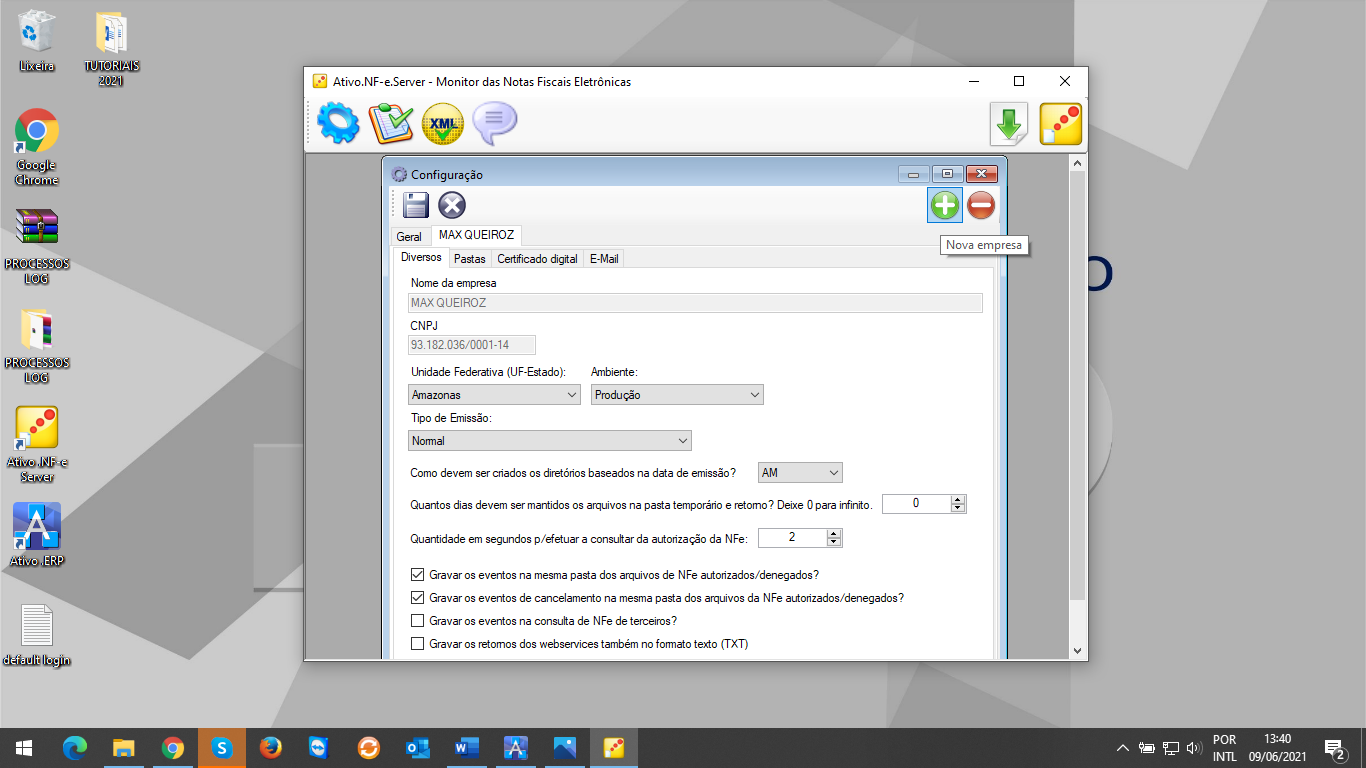 Lixeira
TUTORIAIS
2021
Google
Chrome
PROCESSOS
LOG
PROCESSOS
LOG
Ativo .NF-e
Server
Ativo .ERP
default login
Ativo.NF-e.Server - Monitor das Notas Fiscais Eletrônicas
XML
Configuração
Nova empresa
Geral
MAX QUEIROZ
Diversos
Pastas
Certificado digital
E-Mail
Nome da empresa
MAX QUEIROZ
CNPJ
93.182.036/0001-14
Unidade Federativa (UF-Estado):
Ambiente:
Amazonas
Produção
Tipo de Emissão:
Normal
Como devem ser criados os diretórios baseados na data de emissão?
AM
Quantos dias devem ser mantidos os arquivos na pasta temporário e retorno? Deixe 0 para infinito.
0
Quantidade em segundos p/efetuar a consultar da autorização da NFe:
2
Gravar os eventos na mesma pasta dos arquivos de NFe autorizados/denegados?
Gravar os eventos de cancelamento na mesma pasta dos arquivos da NFe autorizados/denegados?
Gravar os eventos na consulta de NFe de terceiros?
Gravar os retornos dos webservices também no formato texto (TXT)
POR
INTL
13:40
09/06/2021
2